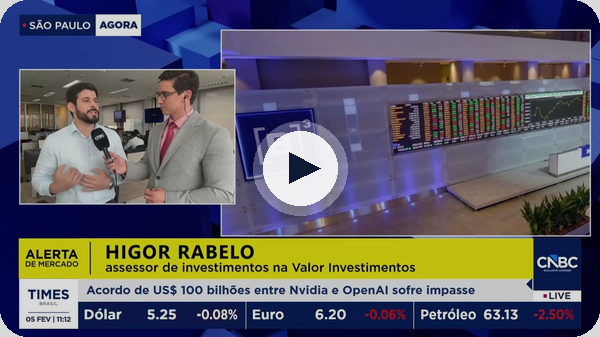 SÃO PAULO AGORA
B
3
ALERTA
DE MERCADO
HIGOR RABELO
assessor de investimentos na Valor Investimentos
CNBC
TIMES
BRASIL
Acordo de US$ 100 bilhões entre Nvidia e OpenAI sofre impasse
LIVE
05 FEV | 11:12
Dólar 5.25 -0.08% Euro 6.20 -0.06% Petróleo 63.13 -2.50%